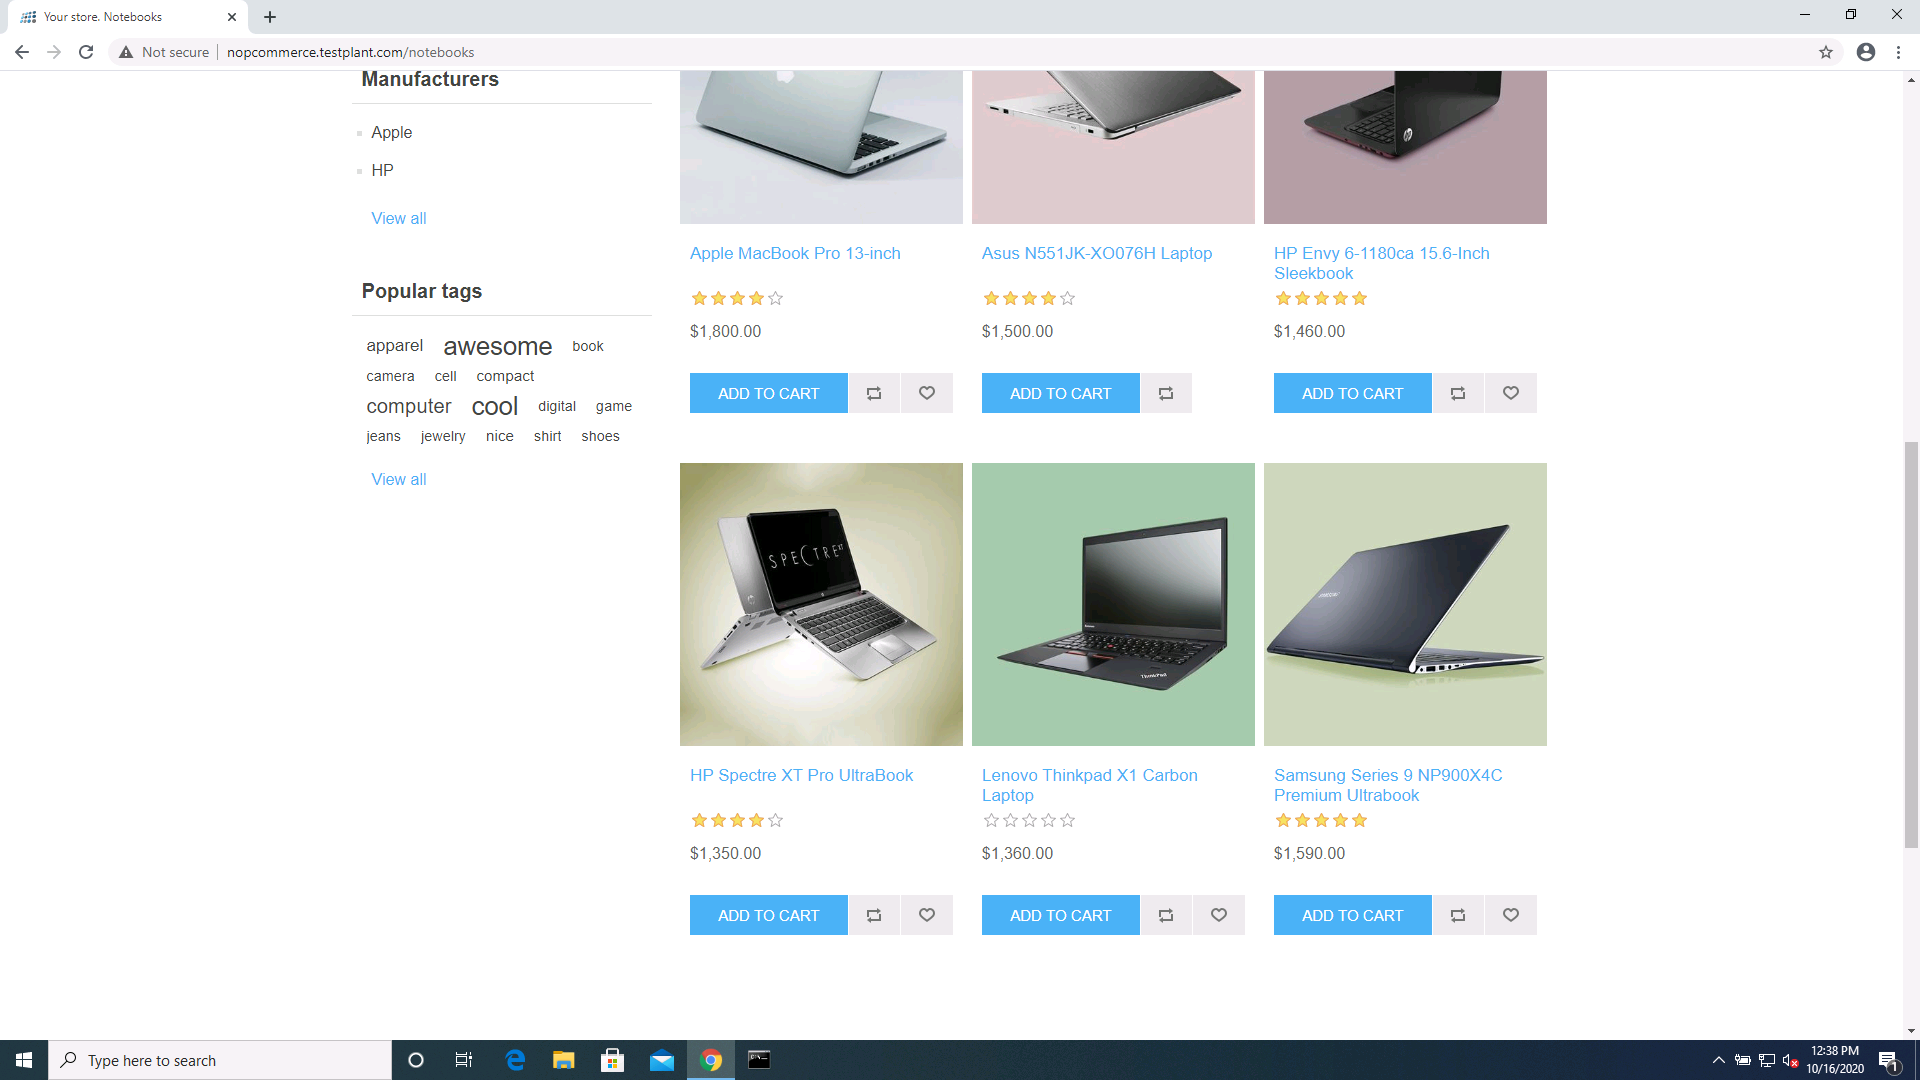 Your store. Notebooks
Not secure
nopcommerce.testplant.com/notebooks
Manufacturers
Apple
HP
View all
Popular tags
apparel awesome book
camera cell compact
computer cool digital game
jeans jewelry nice shirt shoes
View all
Apple MacBook Pro 13-inch
$1,800.00
ADD TO CART
Asus N551JK-XO076H Laptop
$1,500.00
ADD TO CART
HP Envy 6-1180ca 15.6-Inch
Sleekbook
$1,460.00
ADD TO CART
SPECTRE XT
HP Spectre XT Pro UltraBook
$1,350.00
ADD TO CART
ThinkPad
Lenovo Thinkpad X1 Carbon
Laptop
$1,360.00
ADD TO CART
SAMSUNG
Samsung Series 9 NP900X4C
Premium Ultrabook
$1,590.00
ADD TO CART
Type here to search
12:38 PM
10/16/2020
1